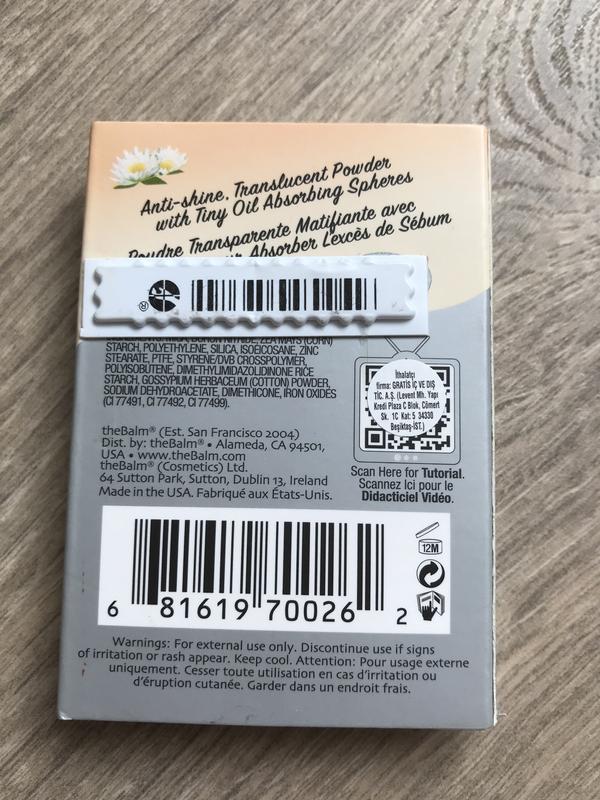 Anti-shine, Translucent Powder
with Tiny Oil Absorbing Spheres
Poudre Transparente Matifiante avec
Absorber Lexcès de Sébum
®
BORON NITRIDE, ZEA MAYS (CORN)
STARCH, POLYETHYLENE, SILICA, ISOEICOSANE, ZINC
STEARATE, PTFE, STYRENE/DVB CROSSPOLYMER,
POLYISOBUTENE, DIMETHYLIMIDAZOLIDINONE RICE
STARCH, GOSSYPIUM HERBACEUM (COTTON) POWDER,
SODIUM DEHYDROACETATE, DIMETHICONE, IRON OXIDES
(CI 77491, CI 77492, CI 77499).
İthalatçı
firma: GRATİS İÇ VE DIŞ
TİC. A.Ş. (Levent Mh. Yapı
Kredi Plaza C Blok, Cömert
Sk. 1C Kat: 5 34330
Beşiktaş-İST.)
Scan Here for Tutorial.
Scannez Ici pour le
Didacticiel Vidéo.
theBalm® (Est. San Francisco 2004)
Dist. by: theBalm® • Alameda, CA 94501,
USA • www.theBalm.com
theBalm® (Cosmetics) Ltd.
64 Sutton Park, Sutton, Dublin 13, Ireland
Made in the USA. Fabriqué aux États-Unis.
12M
6 81619 70026 2
Warnings: For external use only. Discontinue use if signs
of irritation or rash appear. Keep cool. Attention: Pour usage externe
uniquement. Cesser toute utilisation en cas d'irritation ou
d'éruption cutanée. Garder dans un endroit frais.